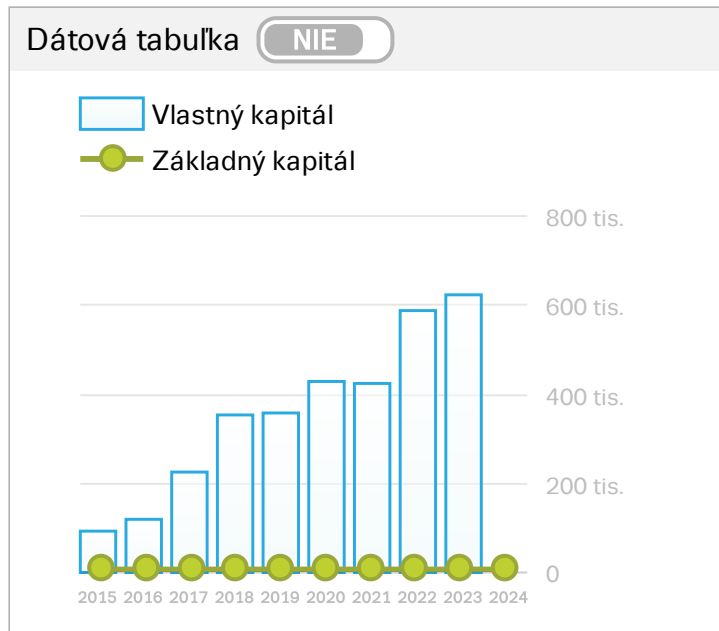 Dátová tabuľka NIE
Vlastný kapitál
Základný kapitál
800 tis.
600 tis.
400 tis.
200 tis.
0
2015 2016 2017 2018 2019 2020 2021 2022 2023 2024